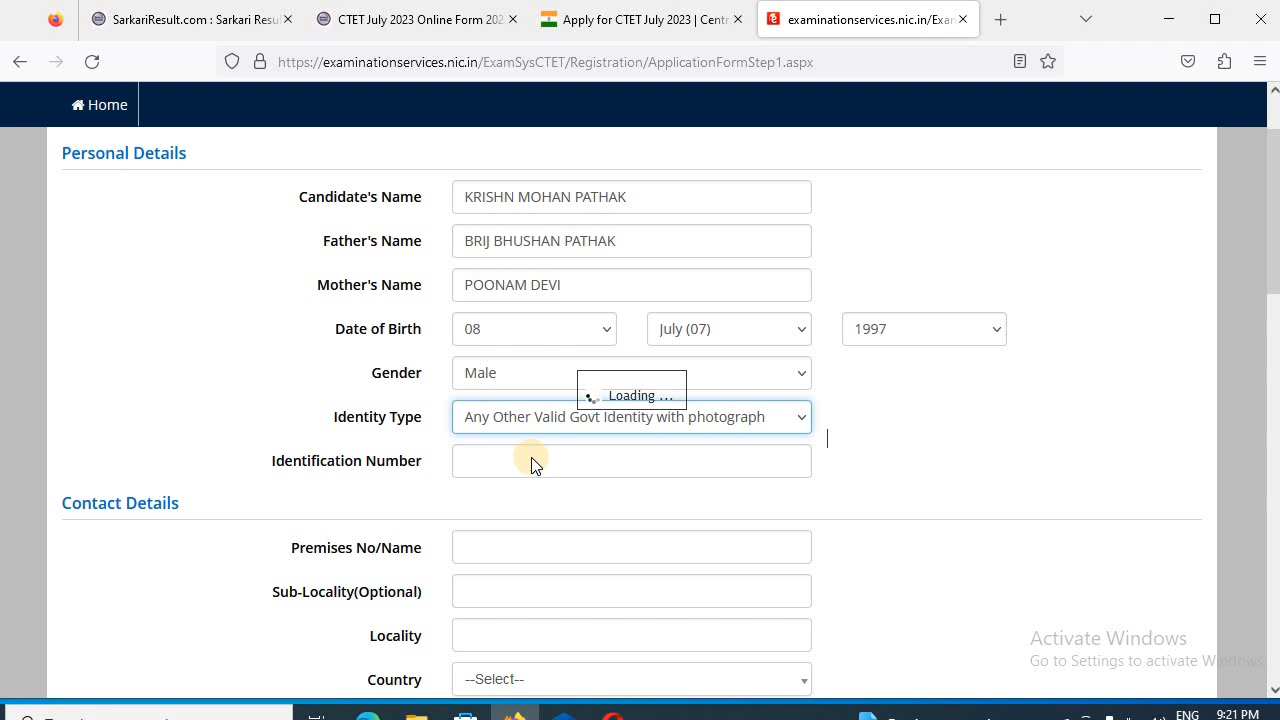 SarkariResult.com : Sarkari Resu
CTET July 2023 Online Form 202
Apply for CTET July 2023 | Cent
examinationservices.nic.in/Exar
https://examinationservices.nic.in/ExamSysCTET/Registration/ApplicationFormStep1.aspx
Home
Personal Details
Candidate's Name KRISHN MOHAN PATHAK
Father's Name BRIJ BHUSHAN PATHAK
Mother's Name POONAM DEVI
Date of Birth 08 July (07) 1997
Gender Male
Loading ...
Identity Type Any Other Valid Govt Identity with photograph
Identification Number
Contact Details
Premises No/Name
Sub-Locality(Optional)
Locality
Activate Windows
Go to Settings to activate Windows.
Country --Select--
ENG 9:21 PM